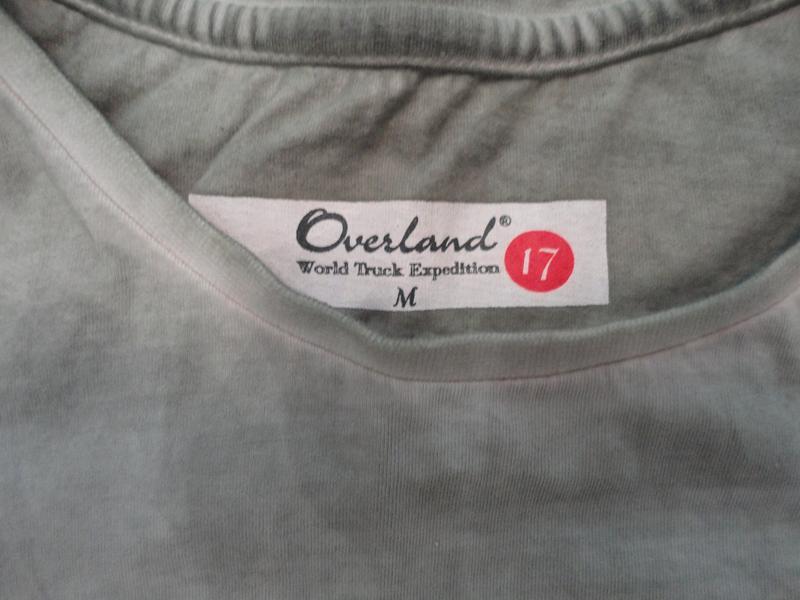 Overland®
World Truck Expedition
17
M